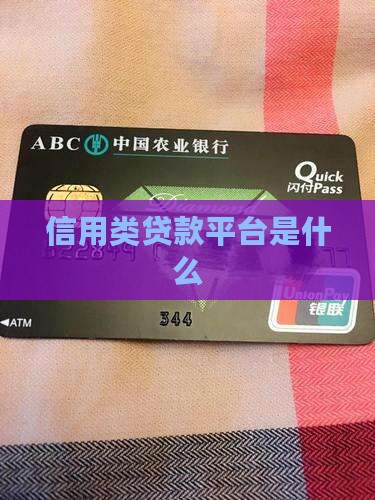 ABC 中国农业银行
Quick
闪付Pass
Diamond
信用类贷款平台是什
么
UnionPay
银联
◀ATM
344